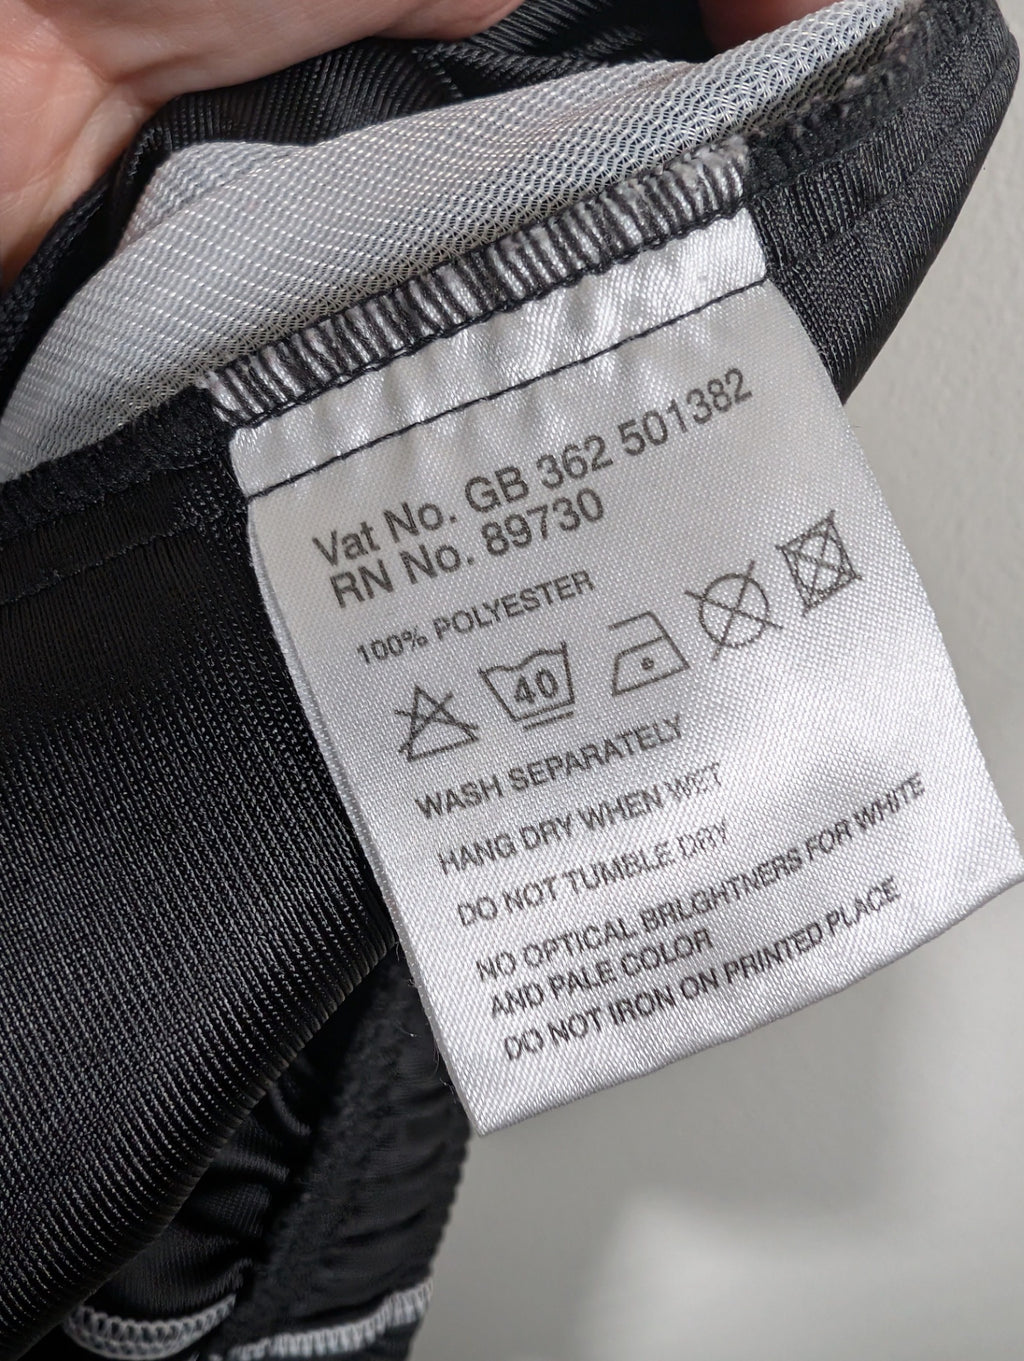 Vat No. GB 362 501382
RN No. 89730
100% POLYESTER
40
WASH SEPARATELY
HANG DRY WHEN WET
DO NOT TUMBLE DRY
NO OPTICAL BRLGHTNERS FOR WHITE
AND PALE COLOR
DO NOT IRON ON PRINTED PLACE